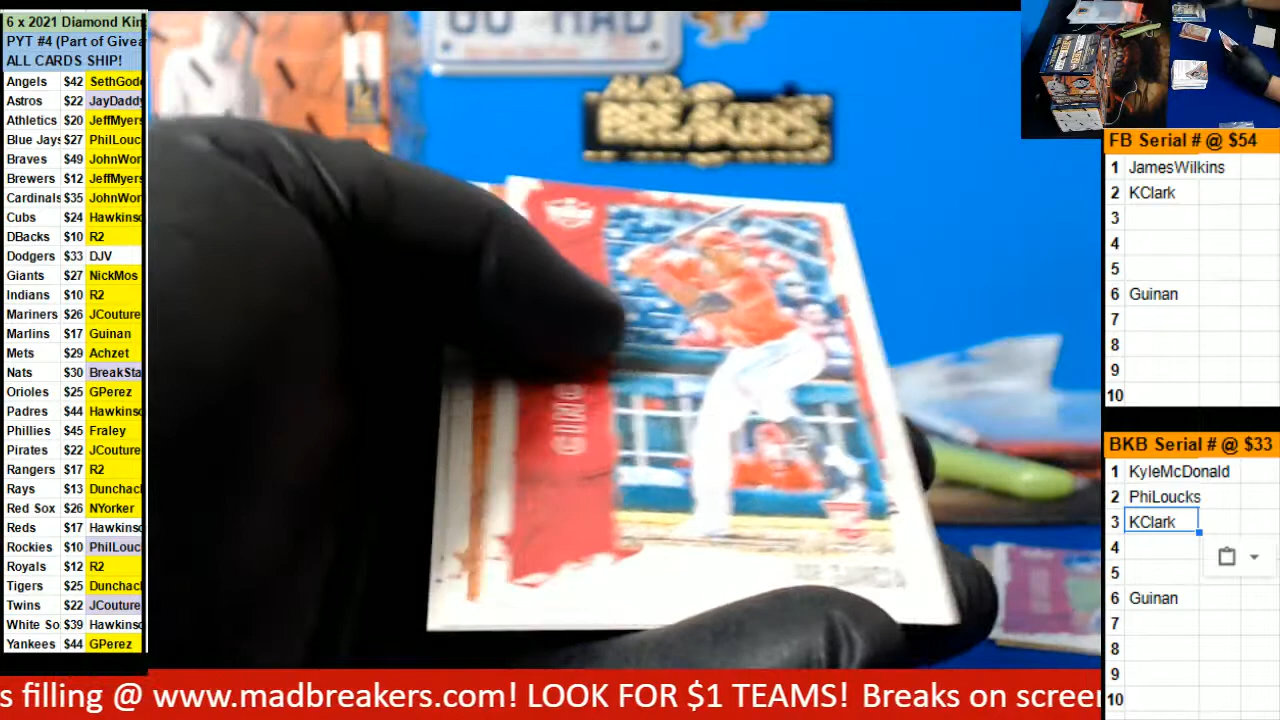 6 x 2021 Diamond Kin
PYT #4 (Part of Givea
ALL CARDS SHIP!
Angels $42 SethGod
Astros $22 JayDaddy
Athletics $20 JeffMyers
Blue Jays $27 PhilLouc
Braves $49 JohnWor
Brewers $12 JeffMyers
Cardinals $35 JohnWor
Cubs $24 Hawkins
DBacks $10 R2
Dodgers $33 DJV
Giants $27 NickMos
Indians $10 R2
Mariners $26 JCouture
Marlins $17 Guinan
Mets $29 Achzet
Nats $30 BreakSta
Orioles $25 GPerez
Padres $44 Hawkins
Phillies $45 Fraley
Pirates $22 JCouture
Rangers $17 R2
Rays $13 Dunchac
Red Sox $26 NYorker
Reds $17 Hawkins
Rockies $10 PhilLouc
Royals $12 R2
Tigers $25 Dunchac
Twins $22 JCouture
White So $39 Hawkins
Yankees $44 GPerez
MAD
BREAKERS
FB Serial # @ $54
1 JamesWilkins
2 KClark
3
4
5
6 Guinan
7
8
9
10
BKB Serial # @ $33
1 KyleMcDonald
2 PhiLoucks
3 KClark
4
5
6 Guinan
7
8
9
10
s filling @ www.madbreakers.com! LOOK FOR $1 TEAMS! Breaks on screen